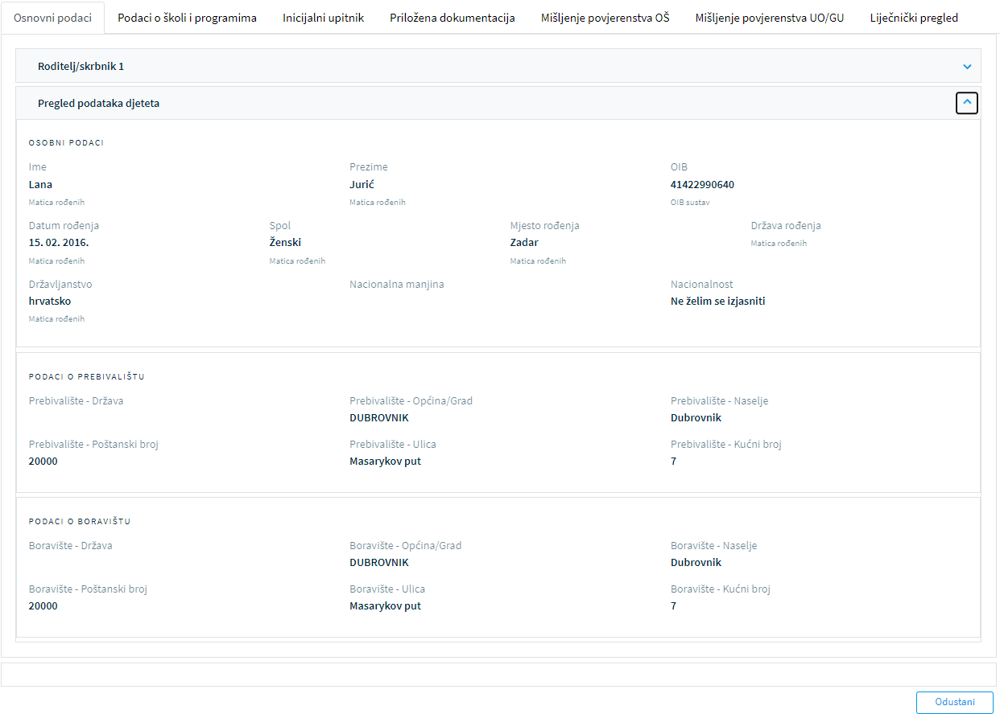 Osnovni podaci Podaci o školi i programima Inicijalni upitnik Priložena dokumentacija Mišljenje povjerenstva OŠ Mišljenje povjerenstva UO/GU Liječnički pregled
Roditelj/skrbnik 1
Pregled podataka djeteta
OSOBNI PODACI
Ime Prezime OIB
Lana Jurić 41422990640
Matica rođenih Matica rođenih OIB sustav
Datum rođenja Spol Mjesto rođenja Država rođenja
15. 02. 2016. Ženski Zadar Matica rođenih
Matica rođenih Matica rođenih Matica rođenih
Državljanstvo Nacionalna manjina Nacionalnost
hrvatsko Ne želim se izjasniti
Matica rođenih
PODACI O PREBIVALIŠTU
Prebivalište - Država Prebivalište - Općina/Grad Prebivalište - Naselje
DUBROVNIK Dubrovnik
Prebivalište - Poštanski broj Prebivalište - Ulica Prebivalište - Kućni broj
20000 Masarykov put 7
PODACI O BORAVIŠTU
Boravište - Država Boravište - Općina/Grad Boravište - Naselje
DUBROVNIK Dubrovnik
Boravište - Poštanski broj Boravište - Ulica Boravište - Kućni broj
20000 Masarykov put 7
Odustani